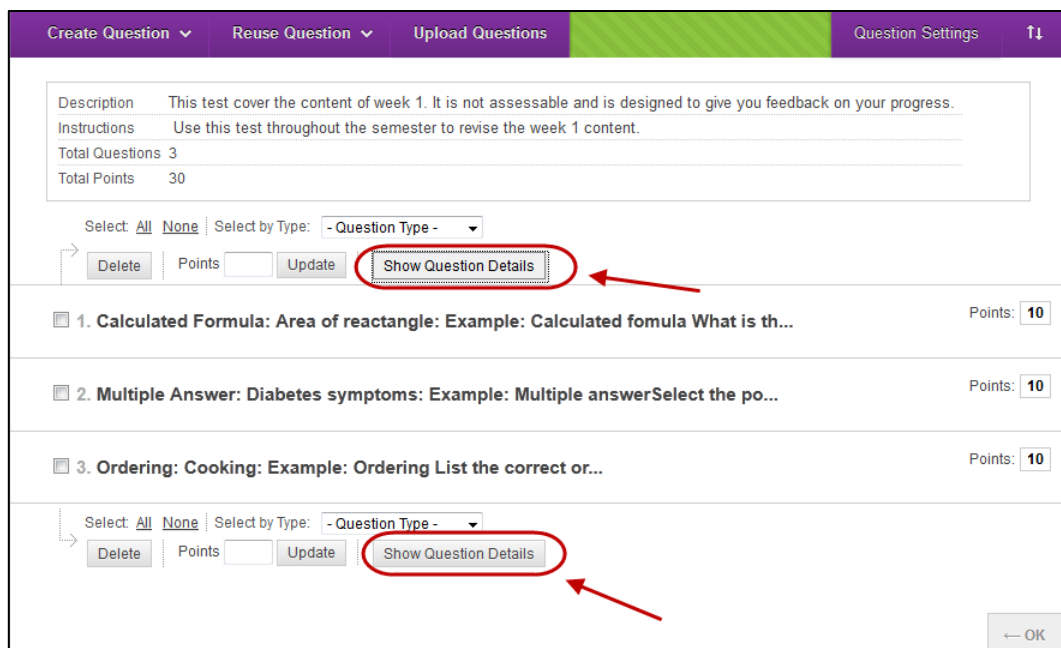 Create Question Reuse Question Upload Questions Question Settings
Description This test cover the content of week 1. It is not assessable and is designed to give you feedback on your progress.
Instructions Use this test throughout the semester to revise the week 1 content.
Total Questions 3
Total Points 30
Select: All None Select by Type: - Question Type -
Delete Points Update Show Question Details
1. Calculated Formula: Area of reactangle: Example: Calculated fomula What is th... Points: 10
2. Multiple Answer: Diabetes symptoms: Example: Multiple answerSelect the po... Points: 10
3. Ordering: Cooking: Example: Ordering List the correct or... Points: 10
Select: All None Select by Type: - Question Type -
Delete Points Update Show Question Details
← OK